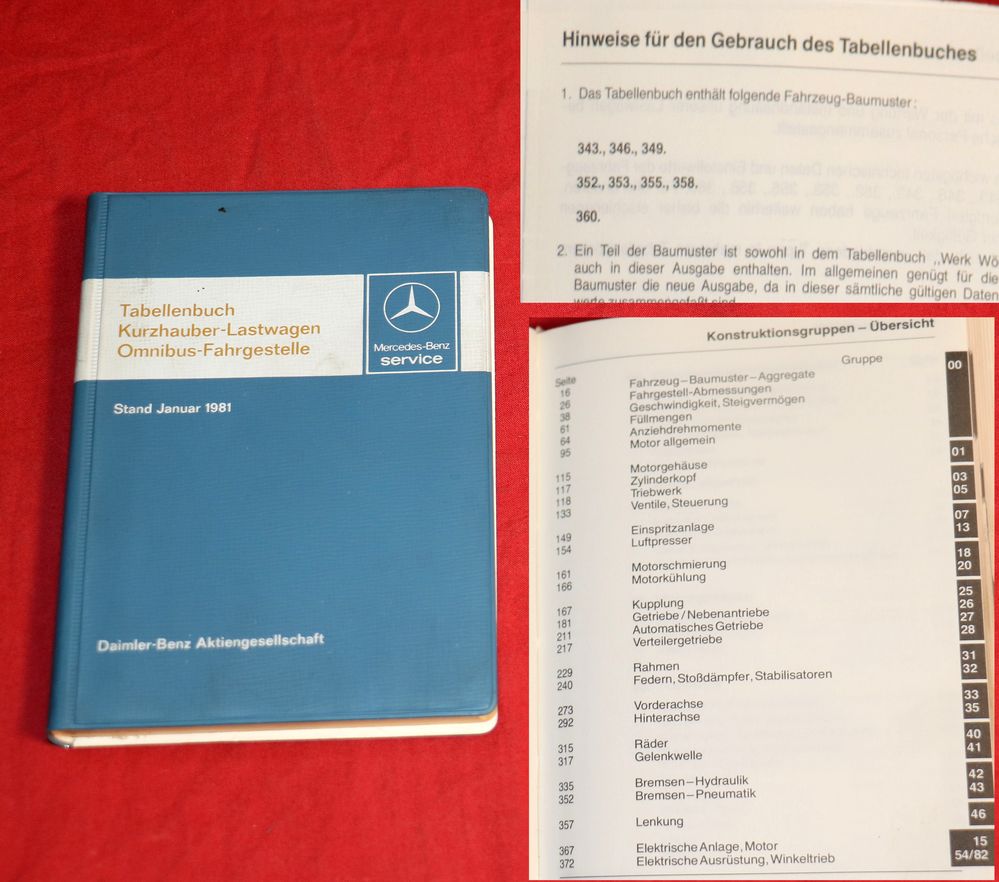 Tabellenbuch
Kurzhauber-Lastwagen
Omnibus-Fahrgestelle
Mercedes-Benz
service
Stand Januar 1981
Daimler-Benz Aktiengesellschaft
Hinweise für den Gebrauch des Tabellenbuches
1. Das Tabellenbuch enthält folgende Fahrzeug-Baumuster:
343., 346., 349.
352., 353., 355., 358.
360.
2. Ein Teil der Baumuster ist sowohl in dem Tabellenbuch „Werk Wö
auch in dieser Ausgabe enthalten. Im allgemeinen genügt für die
Baumuster die neue Ausgabe, da in dieser sämtliche gültigen Daten
werte zusammengefaßt sind
Konstruktionsgruppen – Übersicht
Seite Gruppe
16 Fahrzeug – Baumuster – Aggregate 00
26 Fahrgestell-Abmessungen
38 Geschwindigkeit, Steigvermögen
61 Füllmengen
64 Anziehdrehmomente
95 Motor allgemein
115 Motorgehäuse 01
117 Zylinderkopf
118 Triebwerk 03
133 Ventile, Steuerung 05
149 Einspritzanlage 07
154 Luftpresser 13
161 Motorschmierung 18
166 Motorkühlung 20
167 Kupplung 25
181 Getriebe / Nebenantriebe 26
211 Automatisches Getriebe 27
217 Verteilergetriebe 28
229 Rahmen 31
240 Federn, Stoßdämpfer, Stabilisatoren 32
273 Vorderachse 33
292 Hinterachse 35
315 Räder 40
317 Gelenkwelle 41
335 Bremsen – Hydraulik 42
352 Bremsen – Pneumatik 43
357 Lenkung 46
367 Elektrische Anlage, Motor 15
372 Elektrische Ausrüstung, Winkeltrieb 54/82